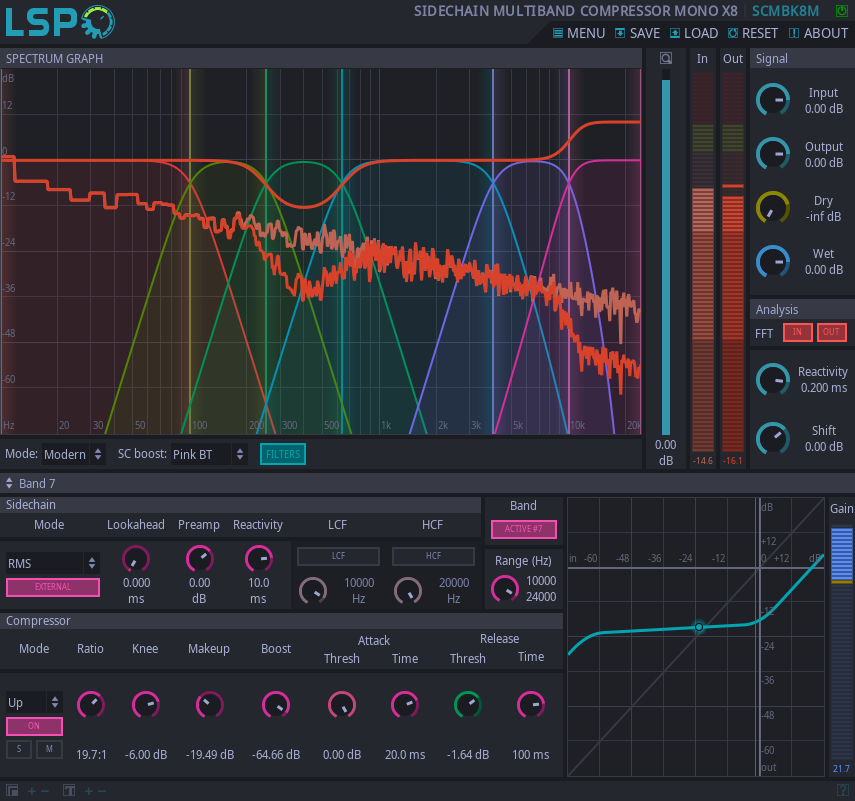 LSP
SIDECHAIN MULTIBAND COMPRESSOR MONO X8 SCMBK8M
MENU SAVE LOAD RESET ABOUT
SPECTRUM GRAPH
In Out
Signal
dB
12
0
-12
-24
-36
-48
-60
Hz 20 30 50 100 200 300 500 1k 2k 3k 5k 10k 20k
0.00
dB
-14.6 -16.1
Input
0.00 dB
Output
0.00 dB
Dry
-inf dB
Wet
0.00 dB
Analysis
FFT IN OUT
Reactivity
0.200 ms
Shift
0.00 dB
Mode: Modern SC boost: Pink BT FILTERS
Band 7
Sidechain
Mode Lookahead Preamp Reactivity LCF HCF
RMS
EXTERNAL
0.000
ms
0.00
dB
10.0
ms
LCF
10000
Hz
HCF
20000
Hz
Band
ACTIVE #7
Range (Hz)
10000
24000
Compressor
Mode Ratio Knee Makeup Boost
Attack
Thresh Time
Release
Thresh Time
Up
ON
S M
19.7:1 -6.00 dB -19.49 dB -64.66 dB 0.00 dB 20.0 ms -1.64 dB 100 ms
dB
+12
in -60 -48 -36 -24 -12 0 +12 dB
-12
-24
-36
-48
-60
out
Gain
21.7